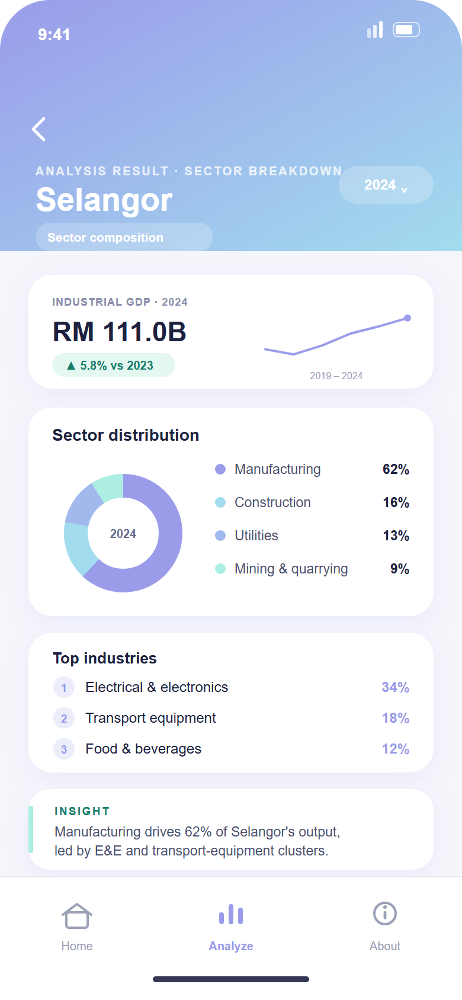 9:41
ANALYSIS RESULT · SECTOR BREAKDOWN
2024
Selangor
Sector composition
INDUSTRIAL GDP · 2024
RM 111.0B
▲ 5.8% vs 2023
2019 – 2024
Sector distribution
Manufacturing 62%
Construction 16%
2024
Utilities 13%
Mining & quarrying 9%
Top industries
1 Electrical & electronics 34%
2 Transport equipment 18%
3 Food & beverages 12%
INSIGHT
Manufacturing drives 62% of Selangor's output,
led by E&E and transport-equipment clusters.
Home Analyze About